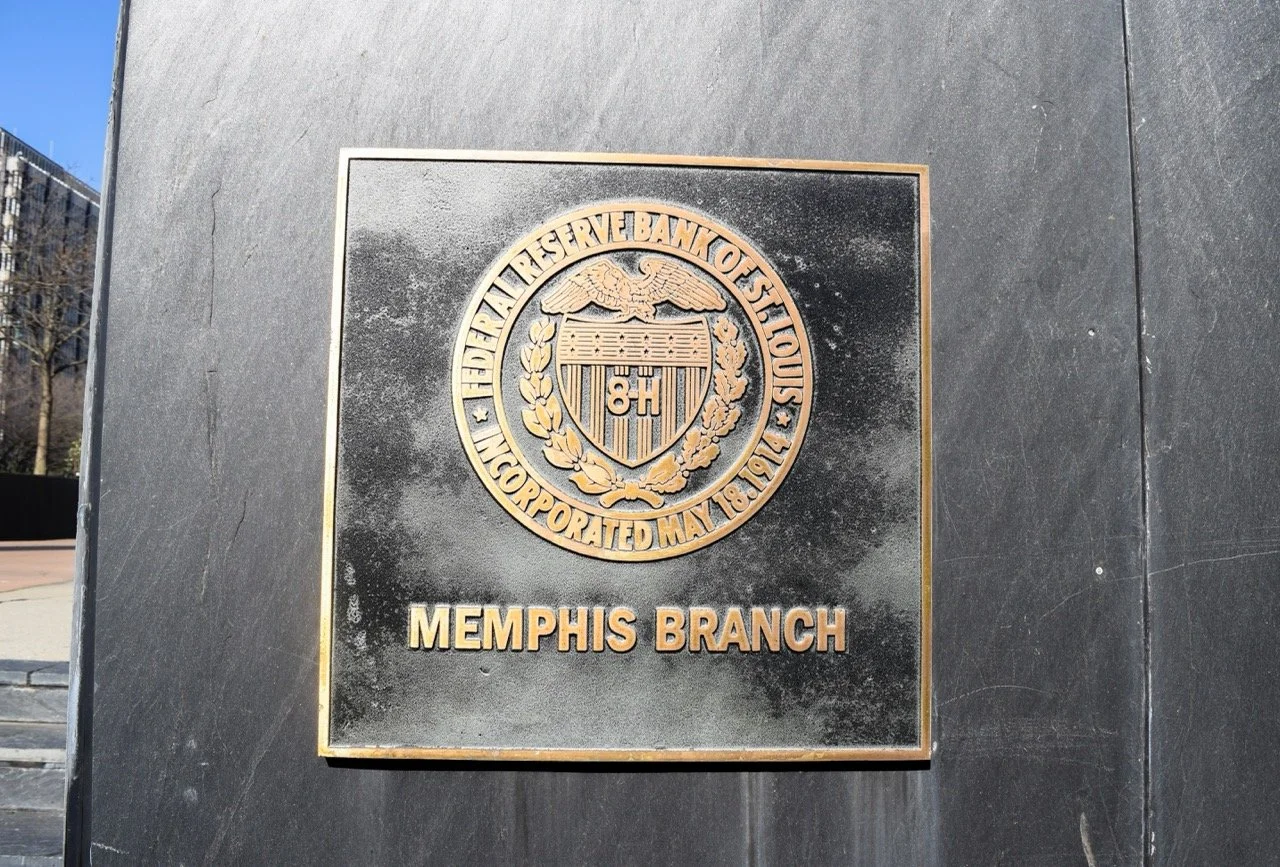 FEDERAL RESERVE BANK OF ST. LOUIS
8-H
INCORPORATED MAY 18, 1914
MEMPHIS BRANCH